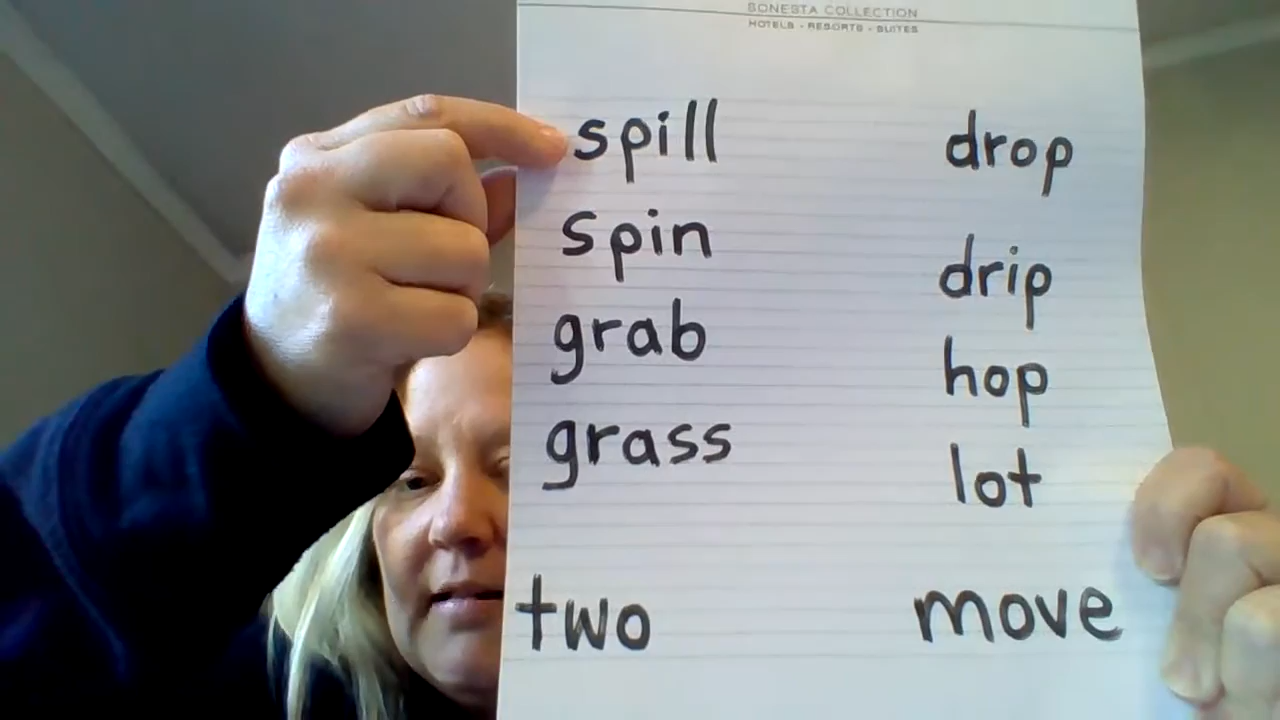 SONESTA COLLECTION
HOTELS - RESORTS - SUITES
spill
spin
grab
grass
two
drop
drip
hop
lot
move